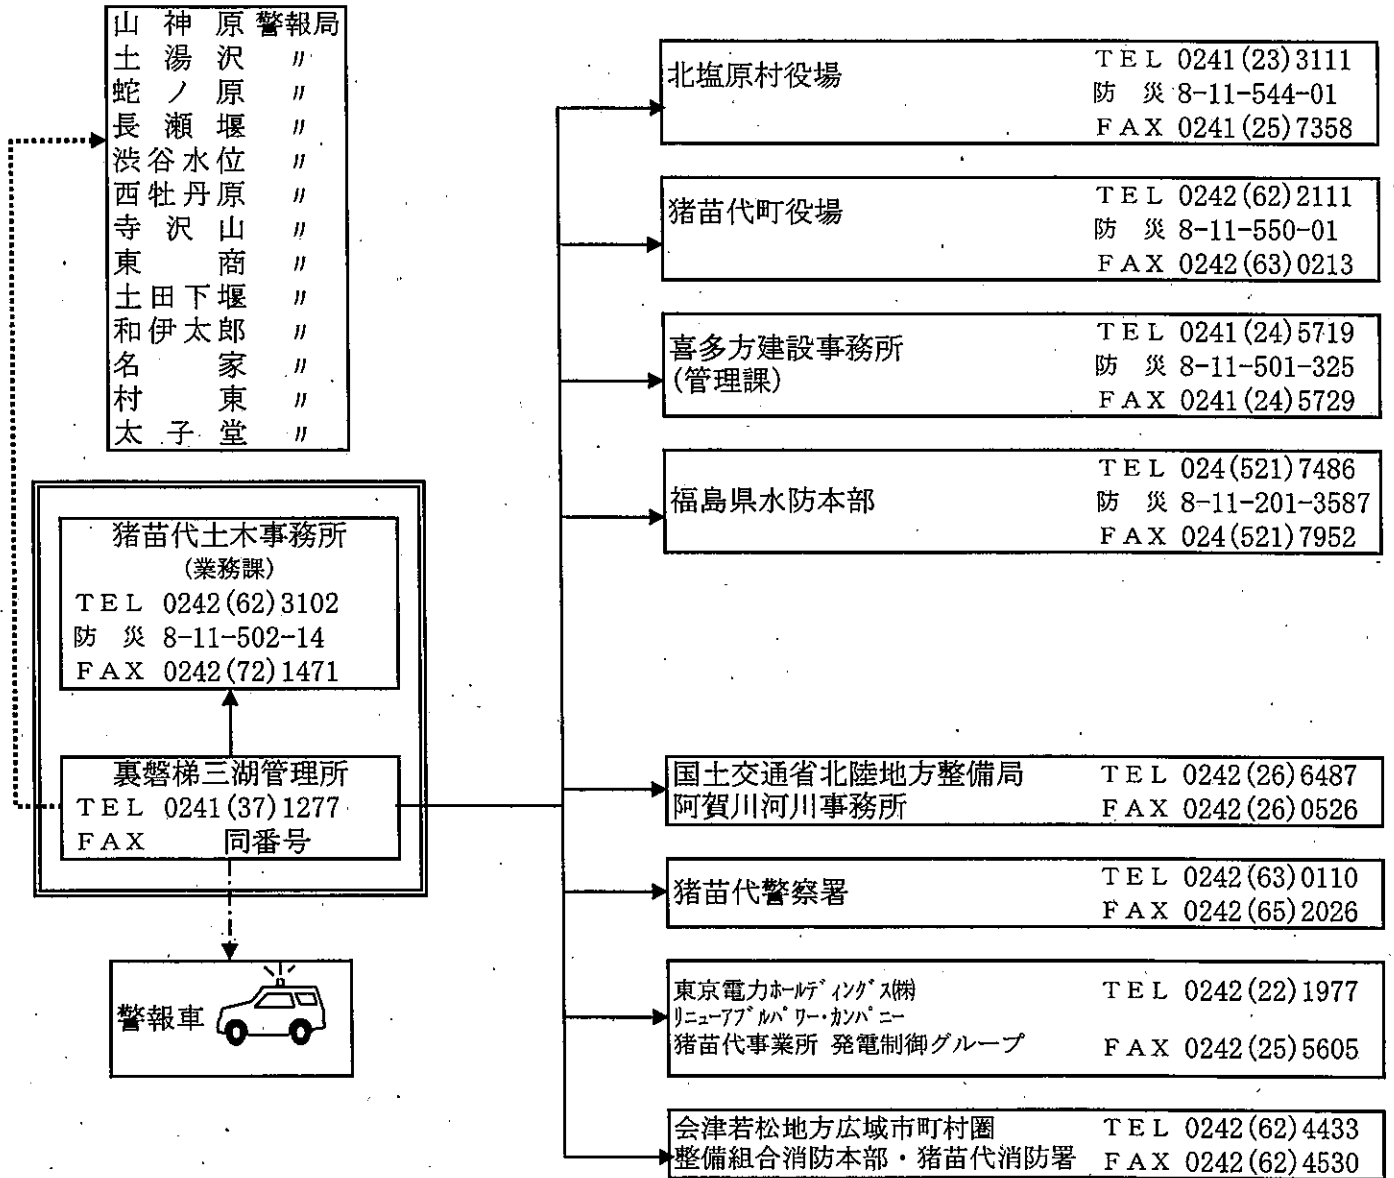 山神原警報局
土湯沢 〃
蛇ノ原 〃
長瀬堰 〃
渋谷水位 〃
西牡丹原 〃
寺沢山 〃
東商 〃
土田下堰 〃
和伊太郎 〃
名家 〃
村東 〃
太子堂 〃
猪苗代土木事務所
(業務課)
TEL 0242(62)3102
防災 8-11-502-14
FAX 0242(72)1471
裏磐梯三湖管理所
TEL 0241(37)1277
FAX 同番号
警報車
北塩原村役場
TEL 0241(23)3111
防災 8-11-544-01
FAX 0241(25)7358
猪苗代町役場
TEL 0242(62)2111
防災 8-11-550-01
FAX 0242(63)0213
喜多方建設事務所
(管理課)
TEL 0241(24)5719
防災 8-11-501-325
FAX 0241(24)5729
福島県水防本部
TEL 024(521)7486
防災 8-11-201-3587
FAX 024(521)7952
国土交通省北陸地方整備局
阿賀川河川事務所
TEL 0242(26)6487
FAX 0242(26)0526
猪苗代警察署
TEL 0242(63)0110
FAX 0242(65)2026
東京電力ﾎｰﾙﾃﾞｨﾝｸﾞｽ㈱
ﾘﾆｭｰｱﾌﾞﾙﾊﾟﾜｰ・ｶﾝﾊﾟﾆｰ
猪苗代事業所 発電制御グループ
TEL 0242(22)1977
FAX 0242(25)5605
会津若松地方広域市町村圏
整備組合消防本部・猪苗代消防署
TEL 0242(62)4433
FAX 0242(62)4530